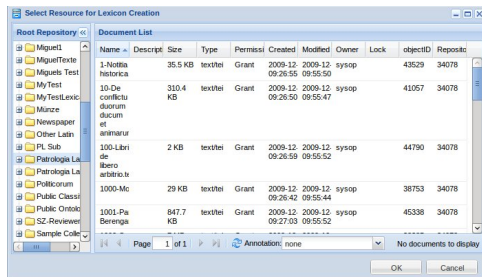 Select Resource for Lexicon Creation
Root Repository
Document List
Miguel1
MiguelTexte
Miguels Test
MyTest
MyTestLexic
Münze
Newspaper
Other Latin
PL Sub
Patrologia La
Patrologia La
Politicorum
Public Classi
Public Ontolo
SZ-Reviewer
Sample Colle
Name Descript Size Type Permissi Created Modified Owner Lock objectID Reposito
1-Notitia 35.5 KB text/tei Grant 2009-12- 2009-12- sysop 43529 34078
historica 09:26:55 09:55:50
10-De 310.4 text/tei Grant 2009-12- 2009-12- sysop 41057 34078
conflictu KB 09:26:50 09:55:47
duorum
ducum
et
animarur
100-Libri 2 KB text/tei Grant 2009-12- 2009-12- sysop 44790 34078
de 09:26:59 09:55:52
libero
arbitrio.te
1000-Mo 29 KB text/tei Grant 2009-12- 2009-12- sysop 38753 34078
09:26:42 09:55:44
1001-Pa 847.7 text/tei Grant 2009-12- 2009-12- sysop 45338 34078
Berenga KB 09:27:03 09:55:52
Page 1 of 1 Annotation: none No documents to display
OK Cancel